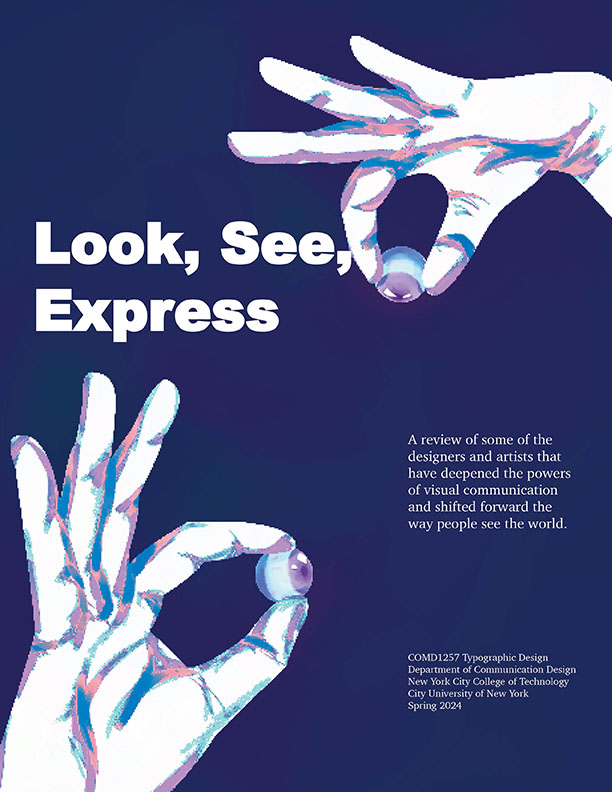 Look, See,
Express
A review of some of the
designers and artists that
have deepened the powers
of visual communication
and shifted forward the
way people see the world.
COMD1257 Typographic Design
Department of Communication Design
New York City College of Technology
City University of New York
Spring 2024